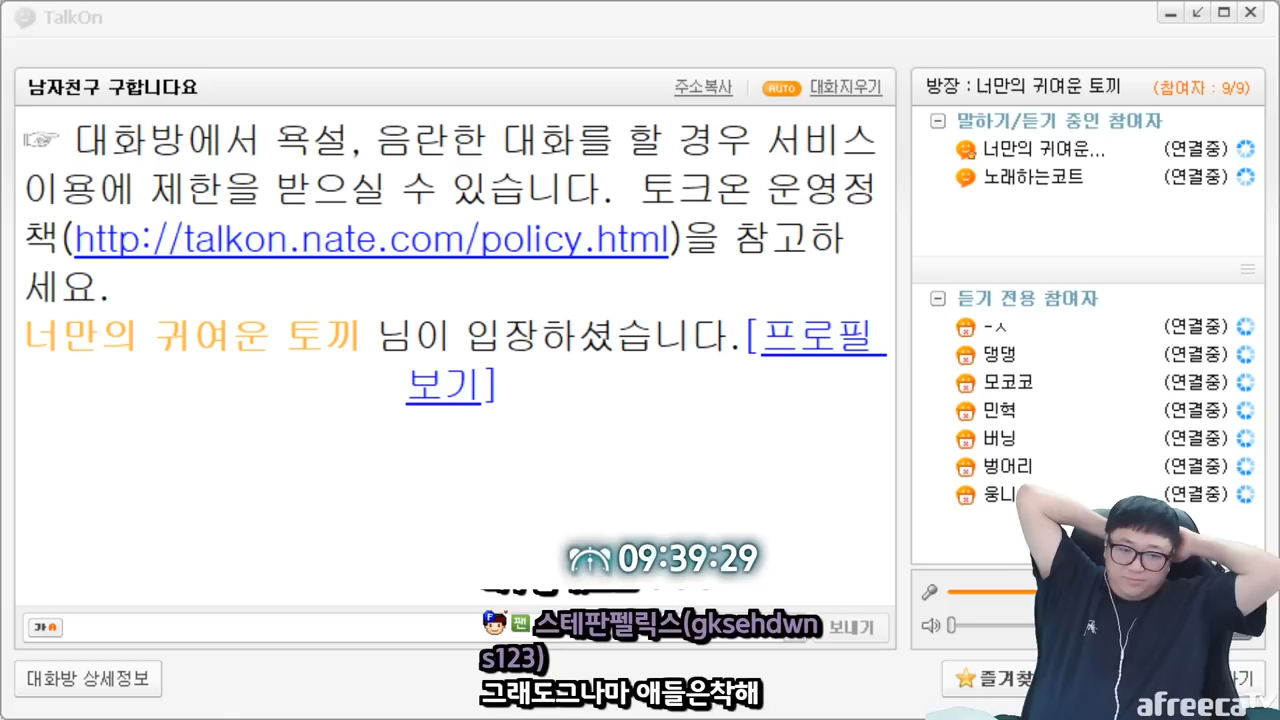 TalkOn
남자친구 구합니다요
주소복사
AUTO 대화지우기
☞ 대화방에서 욕설, 음란한 대화를 할 경우 서비스
이용에 제한을 받으실 수 있습니다. 토크온 운영정
책(http://talkon.nate.com/policy.html)을 참고하
세요.
너만의 귀여운 토끼 님이 입장하셨습니다.[프로필
보기]
방장 : 너만의 귀여운 토끼 (참여자 : 9/9)
말하기/듣기 중인 참여자
너만의 귀여운... (연결중)
노래하는코트 (연결중)
듣기 전용 참여자
-ㅅ (연결중)
댕댕 (연결중)
모코코 (연결중)
민혁 (연결중)
버닝 (연결중)
벙어리 (연결중)
웅니 (연결중)
09:39:29
가A
F 팬 스테판펠릭스(gksehdwn
s123)
그래도그나마 애들은착해
보내기
대화방 상세정보
즐겨찾
가기
afreecaTV